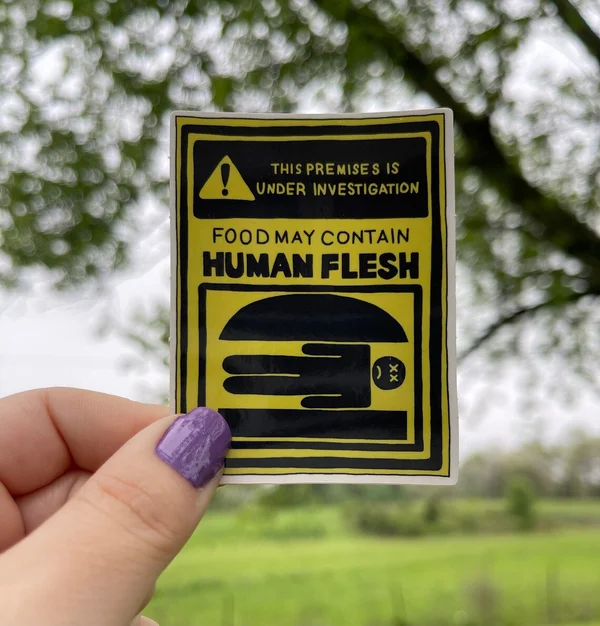 THIS PREMISES IS
UNDER INVESTIGATION
FOOD MAY CONTAIN
HUMAN FLESH